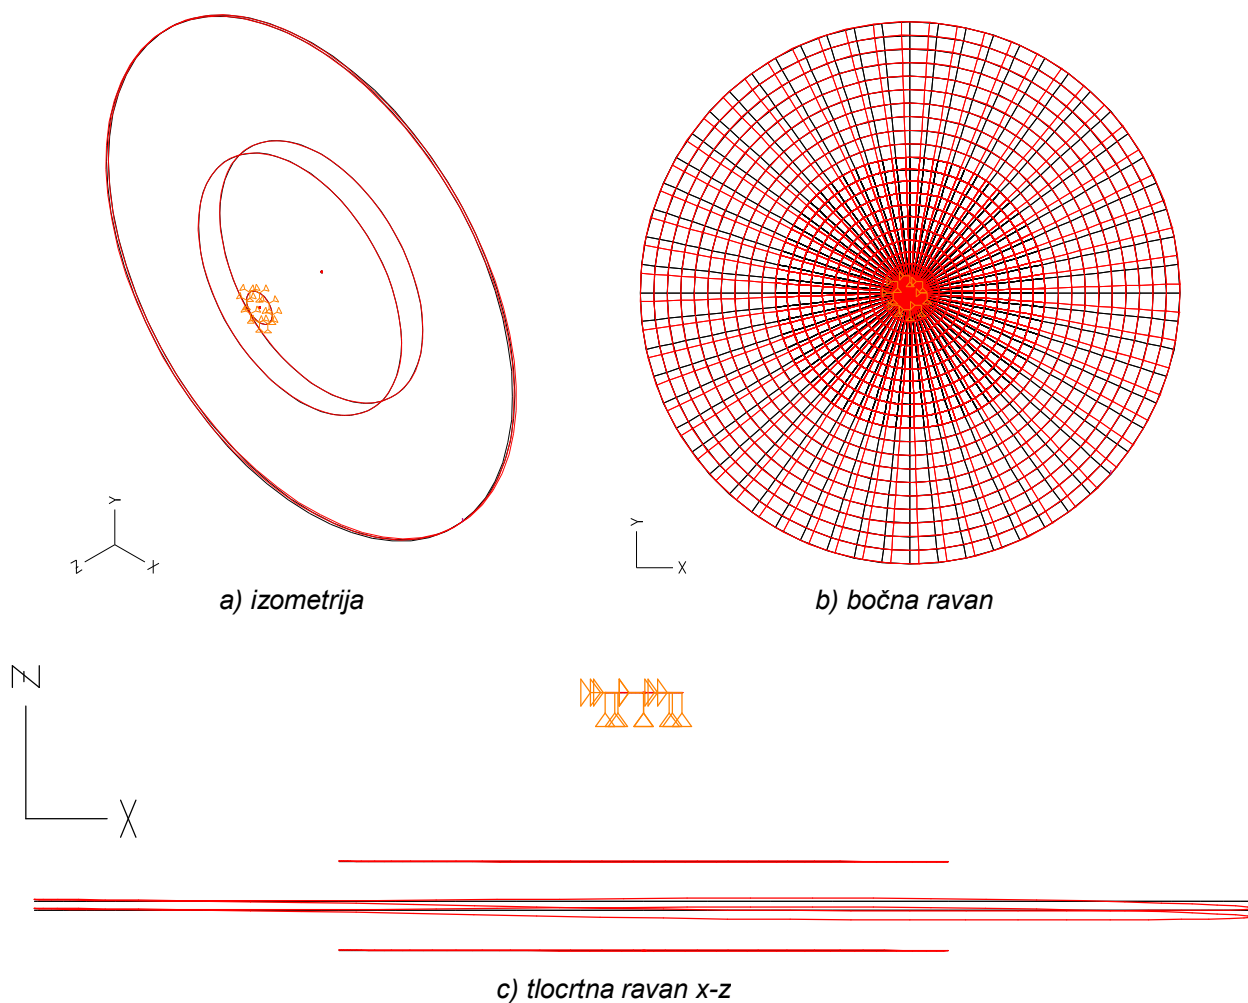 Y
Z
X
a) izometrija
Y
X
b) bočna ravan
Z
X
c) tlocrtna ravan x-z